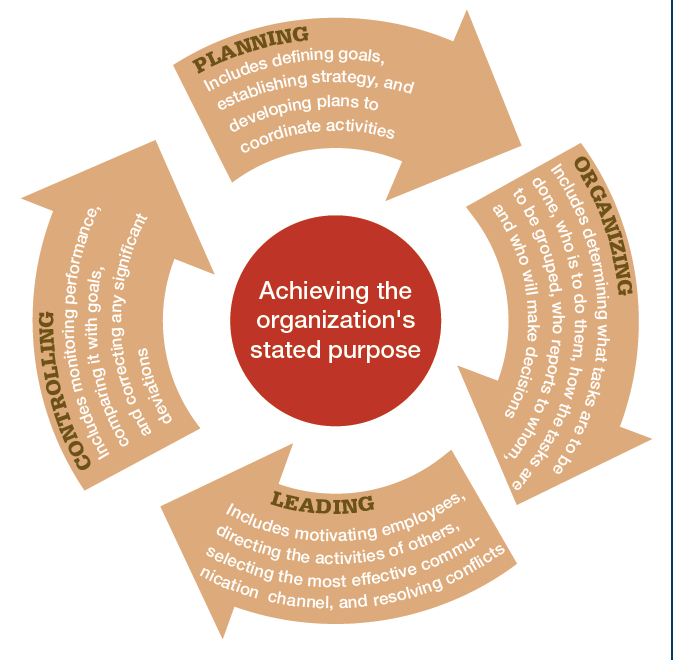 PLANNING
Includes defining goals,
establishing strategy, and
developing plans to
coordinate activities
ORGANIZING
Includes determining what tasks are to be
done, who is to do them, how the tasks are
to be grouped, who reports to whom,
and who will make decisions
LEADING
Includes motivating employees,
directing the activities of others,
selecting the most effective commu-
nication channel, and resolving conflicts
CONTROLLING
Includes monitoring performance,
comparing it with goals,
and correcting any significant
deviations
Achieving the
organization's
stated purpose